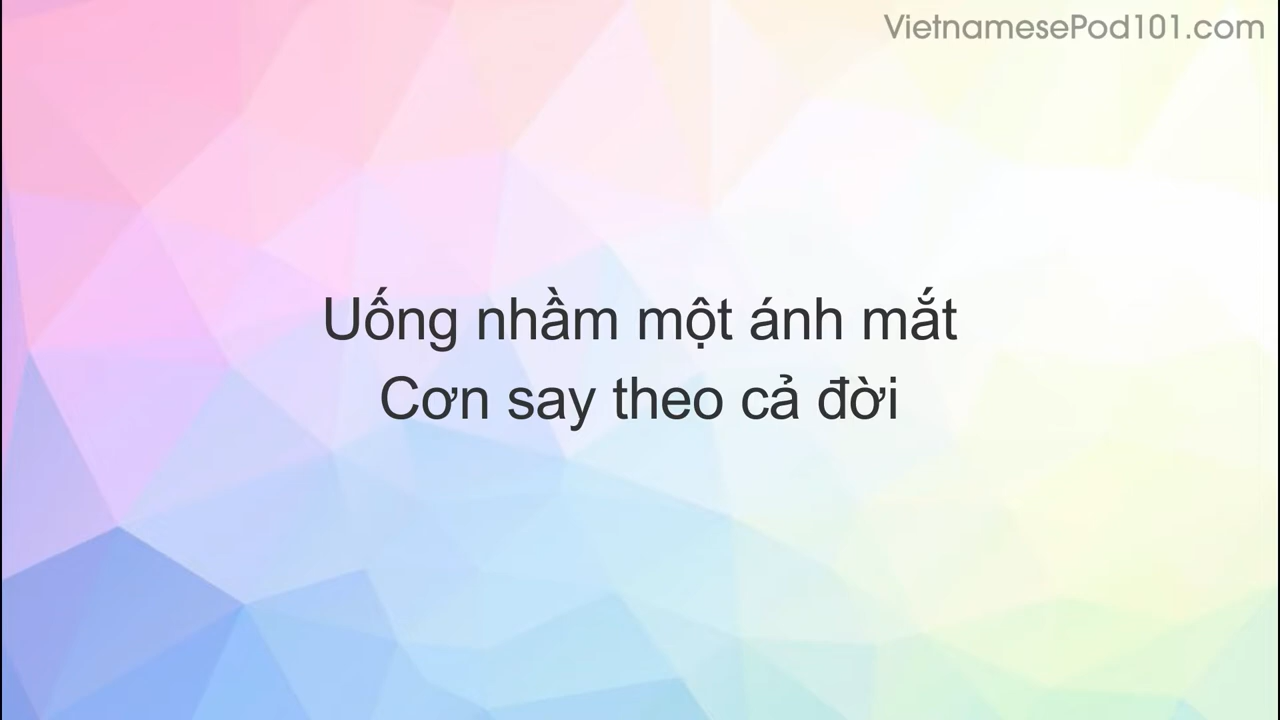 VietnamesePod101.com
Uống nhầm một ánh mắt
Cơn say theo cả đời